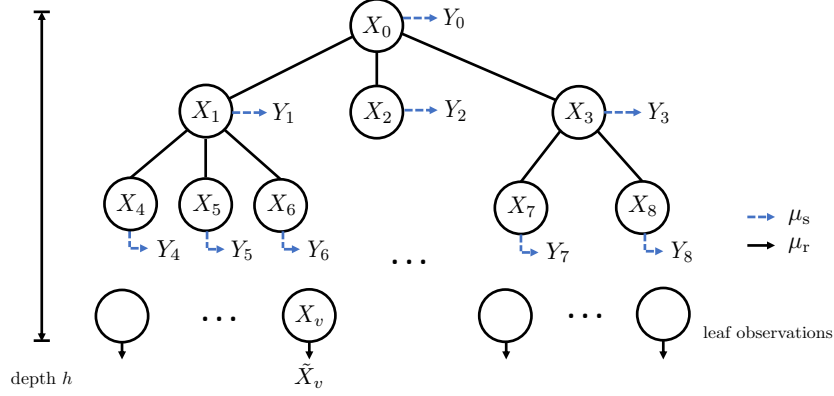 X₀ Y₀
X₁ Y₁ X₂ Y₂ X₃ Y₃
X₄ X₅ X₆ X₇ X₈
μₛ
Y₄ Y₅ Y₆ Y₇ Y₈
μᵣ
...
... Xᵥ ...
leaf observations
depth h X̃ᵥ